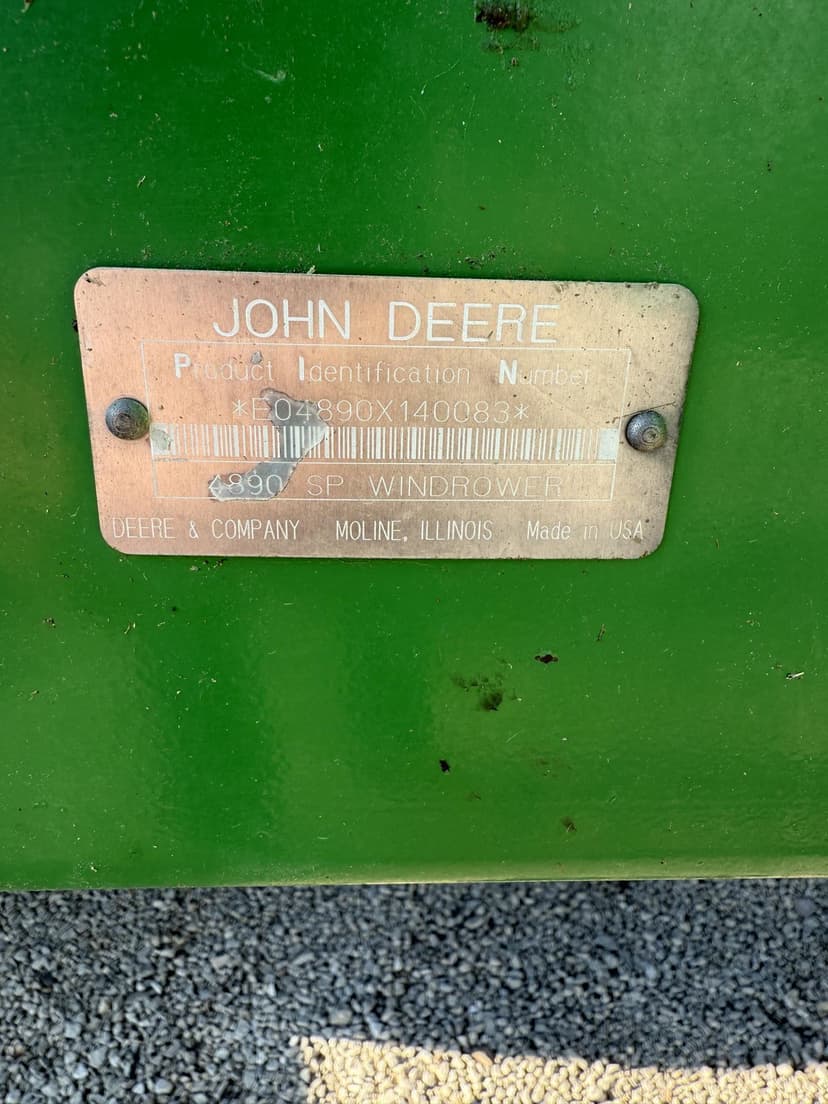 JOHN DEERE
Product Identification Number
*E04890X140083*
4890 SP WINDROWER
DEERE & COMPANY MOLINE, ILLINOIS Made in USA